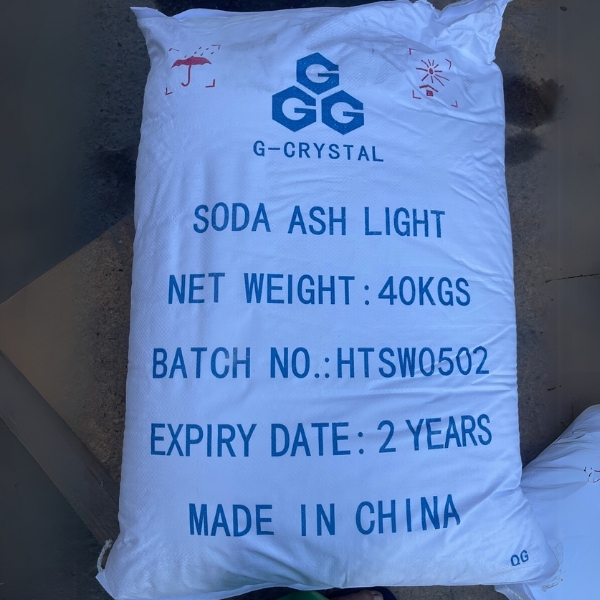 G
G G
G-CRYSTAL
SODA ASH LIGHT
NET WEIGHT: 40KGS
BATCH NO.:HTSW0502
EXPIRY DATE: 2 YEARS
MADE IN CHINA
QG